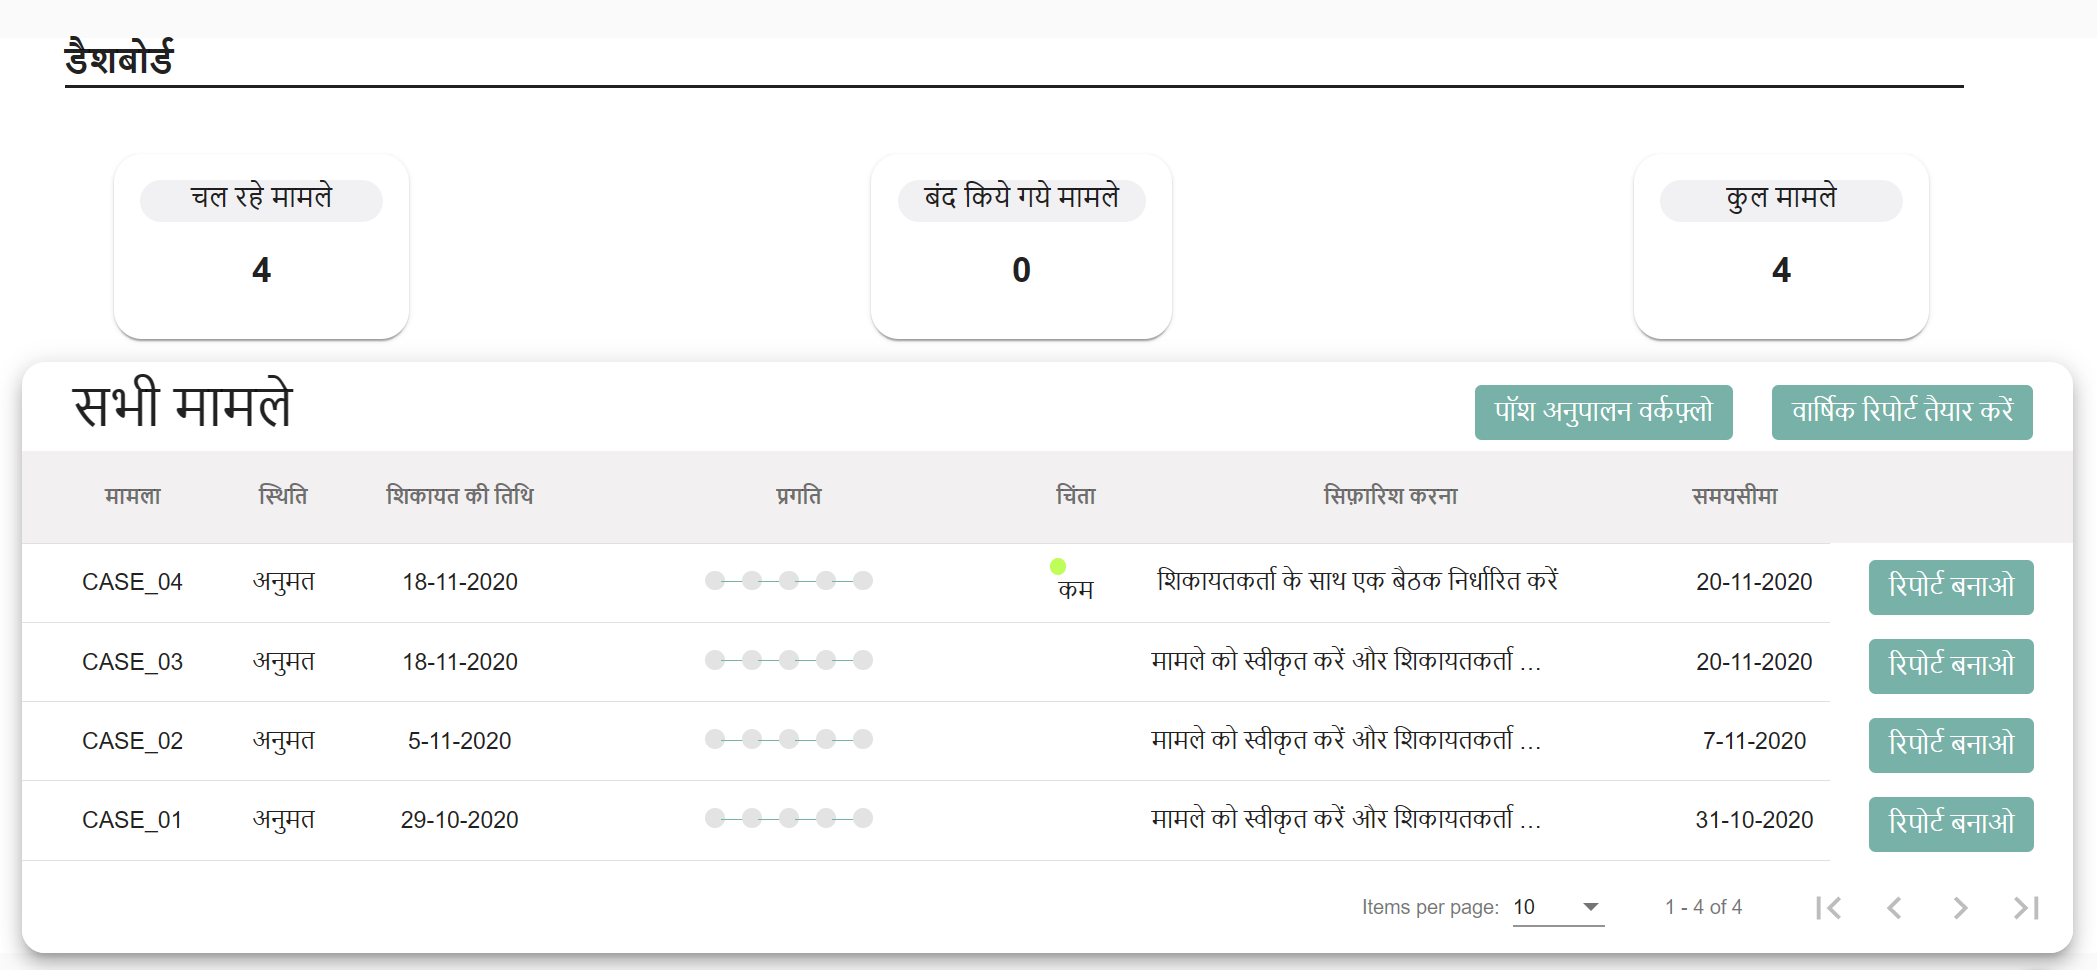 डैशबोर्ड
चल रहे मामले
बंद किये गये मामले
कुल मामले
4
0
4
सभी मामले
पॉश अनुपालन वर्कफ़्लो
वार्षिक रिपोर्ट तैयार करें
मामला स्थिति शिकायत की तिथि प्रगति चिंता सिफ़ारिश करना समयसीमा
CASE_04 अनुमत 18-11-2020 कम शिकायतकर्ता के साथ एक बैठक निर्धारित करें 20-11-2020 रिपोर्ट बनाओ
CASE_03 अनुमत 18-11-2020 मामले को स्वीकृत करें और शिकायतकर्ता ... 20-11-2020 रिपोर्ट बनाओ
CASE_02 अनुमत 5-11-2020 मामले को स्वीकृत करें और शिकायतकर्ता ... 7-11-2020 रिपोर्ट बनाओ
CASE_01 अनुमत 29-10-2020 मामले को स्वीकृत करें और शिकायतकर्ता ... 31-10-2020 रिपोर्ट बनाओ
Items per page: 10 1 - 4 of 4